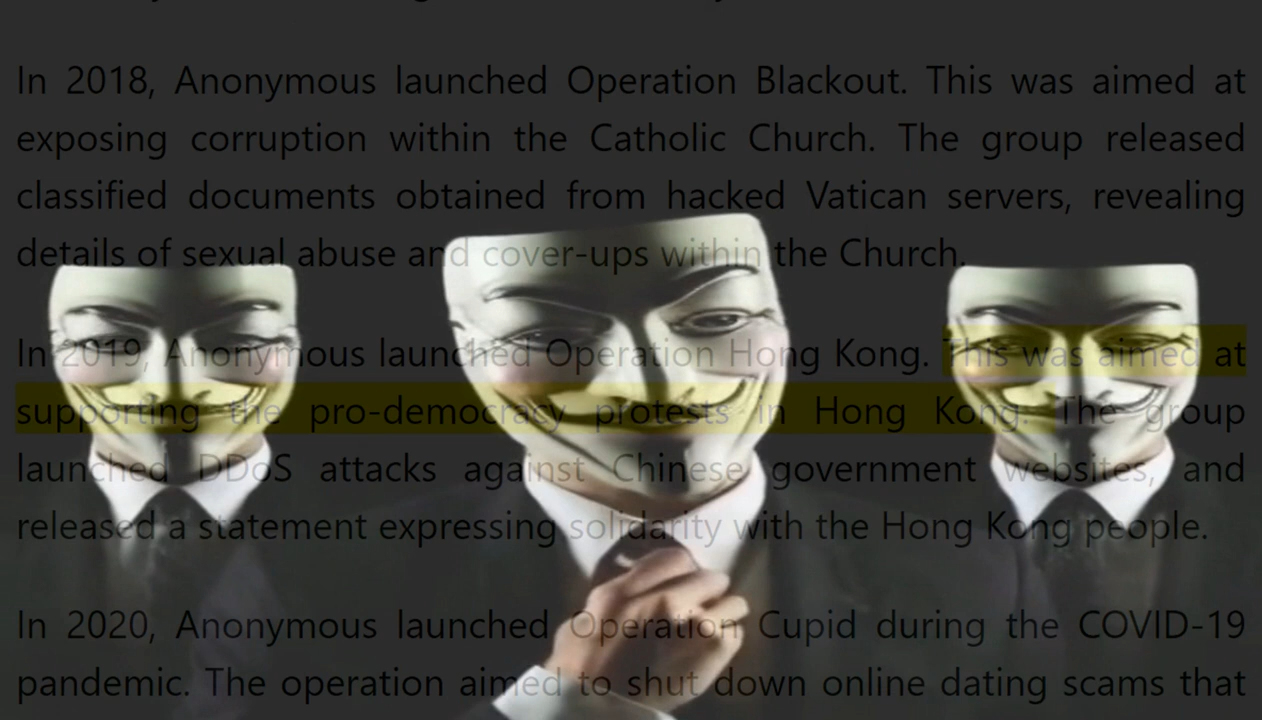 In 2018, Anonymous launched Operation Blackout. This was aimed at
exposing corruption within the Catholic Church. The group released
classified documents obtained from hacked Vatican servers, revealing
details of sexual abuse and cover-ups within the Church.
In 2019, Anonymous launched Operation Hong Kong. This was aimed at
supporting the pro-democracy protests in Hong Kong. The group
launched DDoS attacks against Chinese government websites, and
released a statement expressing solidarity with the Hong Kong people.
In 2020, Anonymous launched Operation Cupid during the COVID-19
pandemic. The operation aimed to shut down online dating scams that